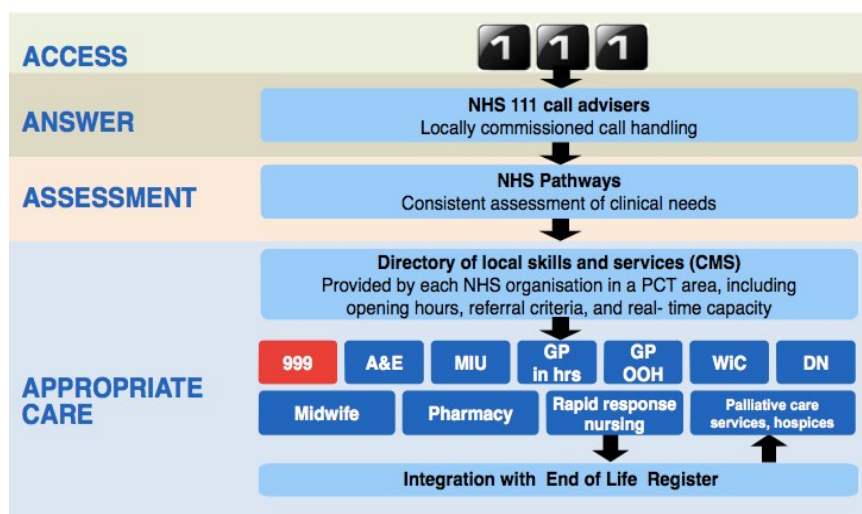 ACCESS
1 1 1
ANSWER
NHS 111 call advisers
Locally commissioned call handling
ASSESSMENT
NHS Pathways
Consistent assessment of clinical needs
APPROPRIATE
CARE
Directory of local skills and services (CMS)
Provided by each NHS organisation in a PCT area, including
opening hours, referral criteria, and real- time capacity
999
A&E
MIU
GP
in hrs
GP
OOH
WiC
DN
Midwife
Pharmacy
Rapid response
nursing
Palliative care
services, hospices
Integration with End of Life Register